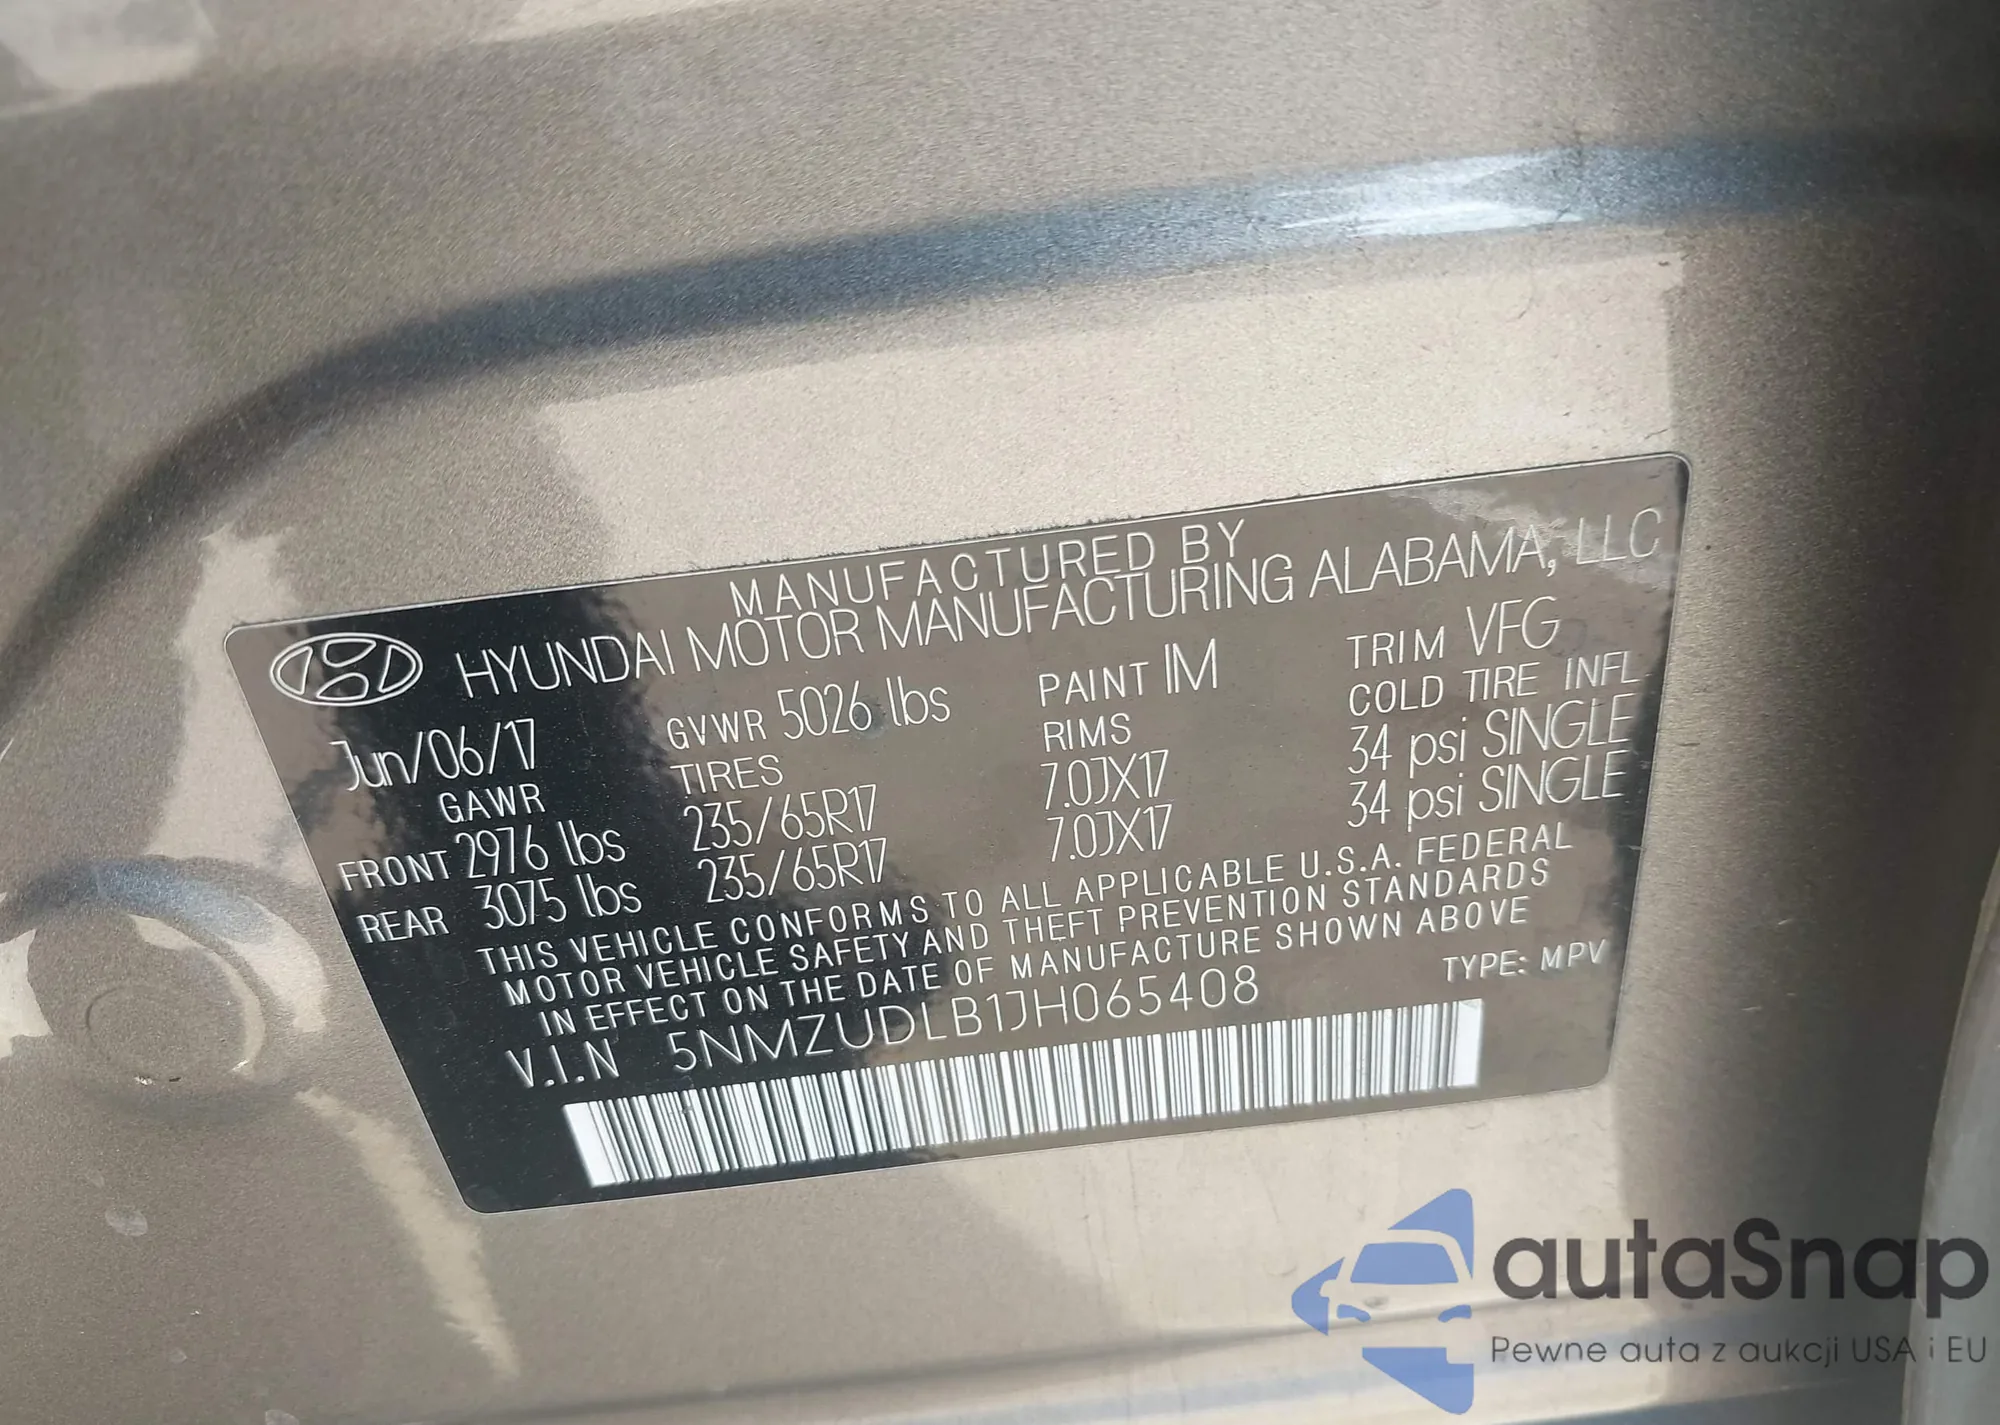 MANUFACTURED BY
HYUNDAI MOTOR MANUFACTURING ALABAMA, LLC
Jun/06/17 GVWR 5026 lbs PAINT IM TRIM VFG
GAWR TIRES RIMS COLD TIRE INFL
FRONT 2976 lbs 235/65R17 7.0JX17 34 psi SINGLE
REAR 3075 lbs 235/65R17 7.0JX17 34 psi SINGLE
THIS VEHICLE CONFORMS TO ALL APPLICABLE U.S.A. FEDERAL
MOTOR VEHICLE SAFETY AND THEFT PREVENTION STANDARDS
IN EFFECT ON THE DATE OF MANUFACTURE SHOWN ABOVE
V.I.N 5NMZUDLB1JH065408 TYPE: MPV
autaSnap
Pewne auta z aukcji USA i EU